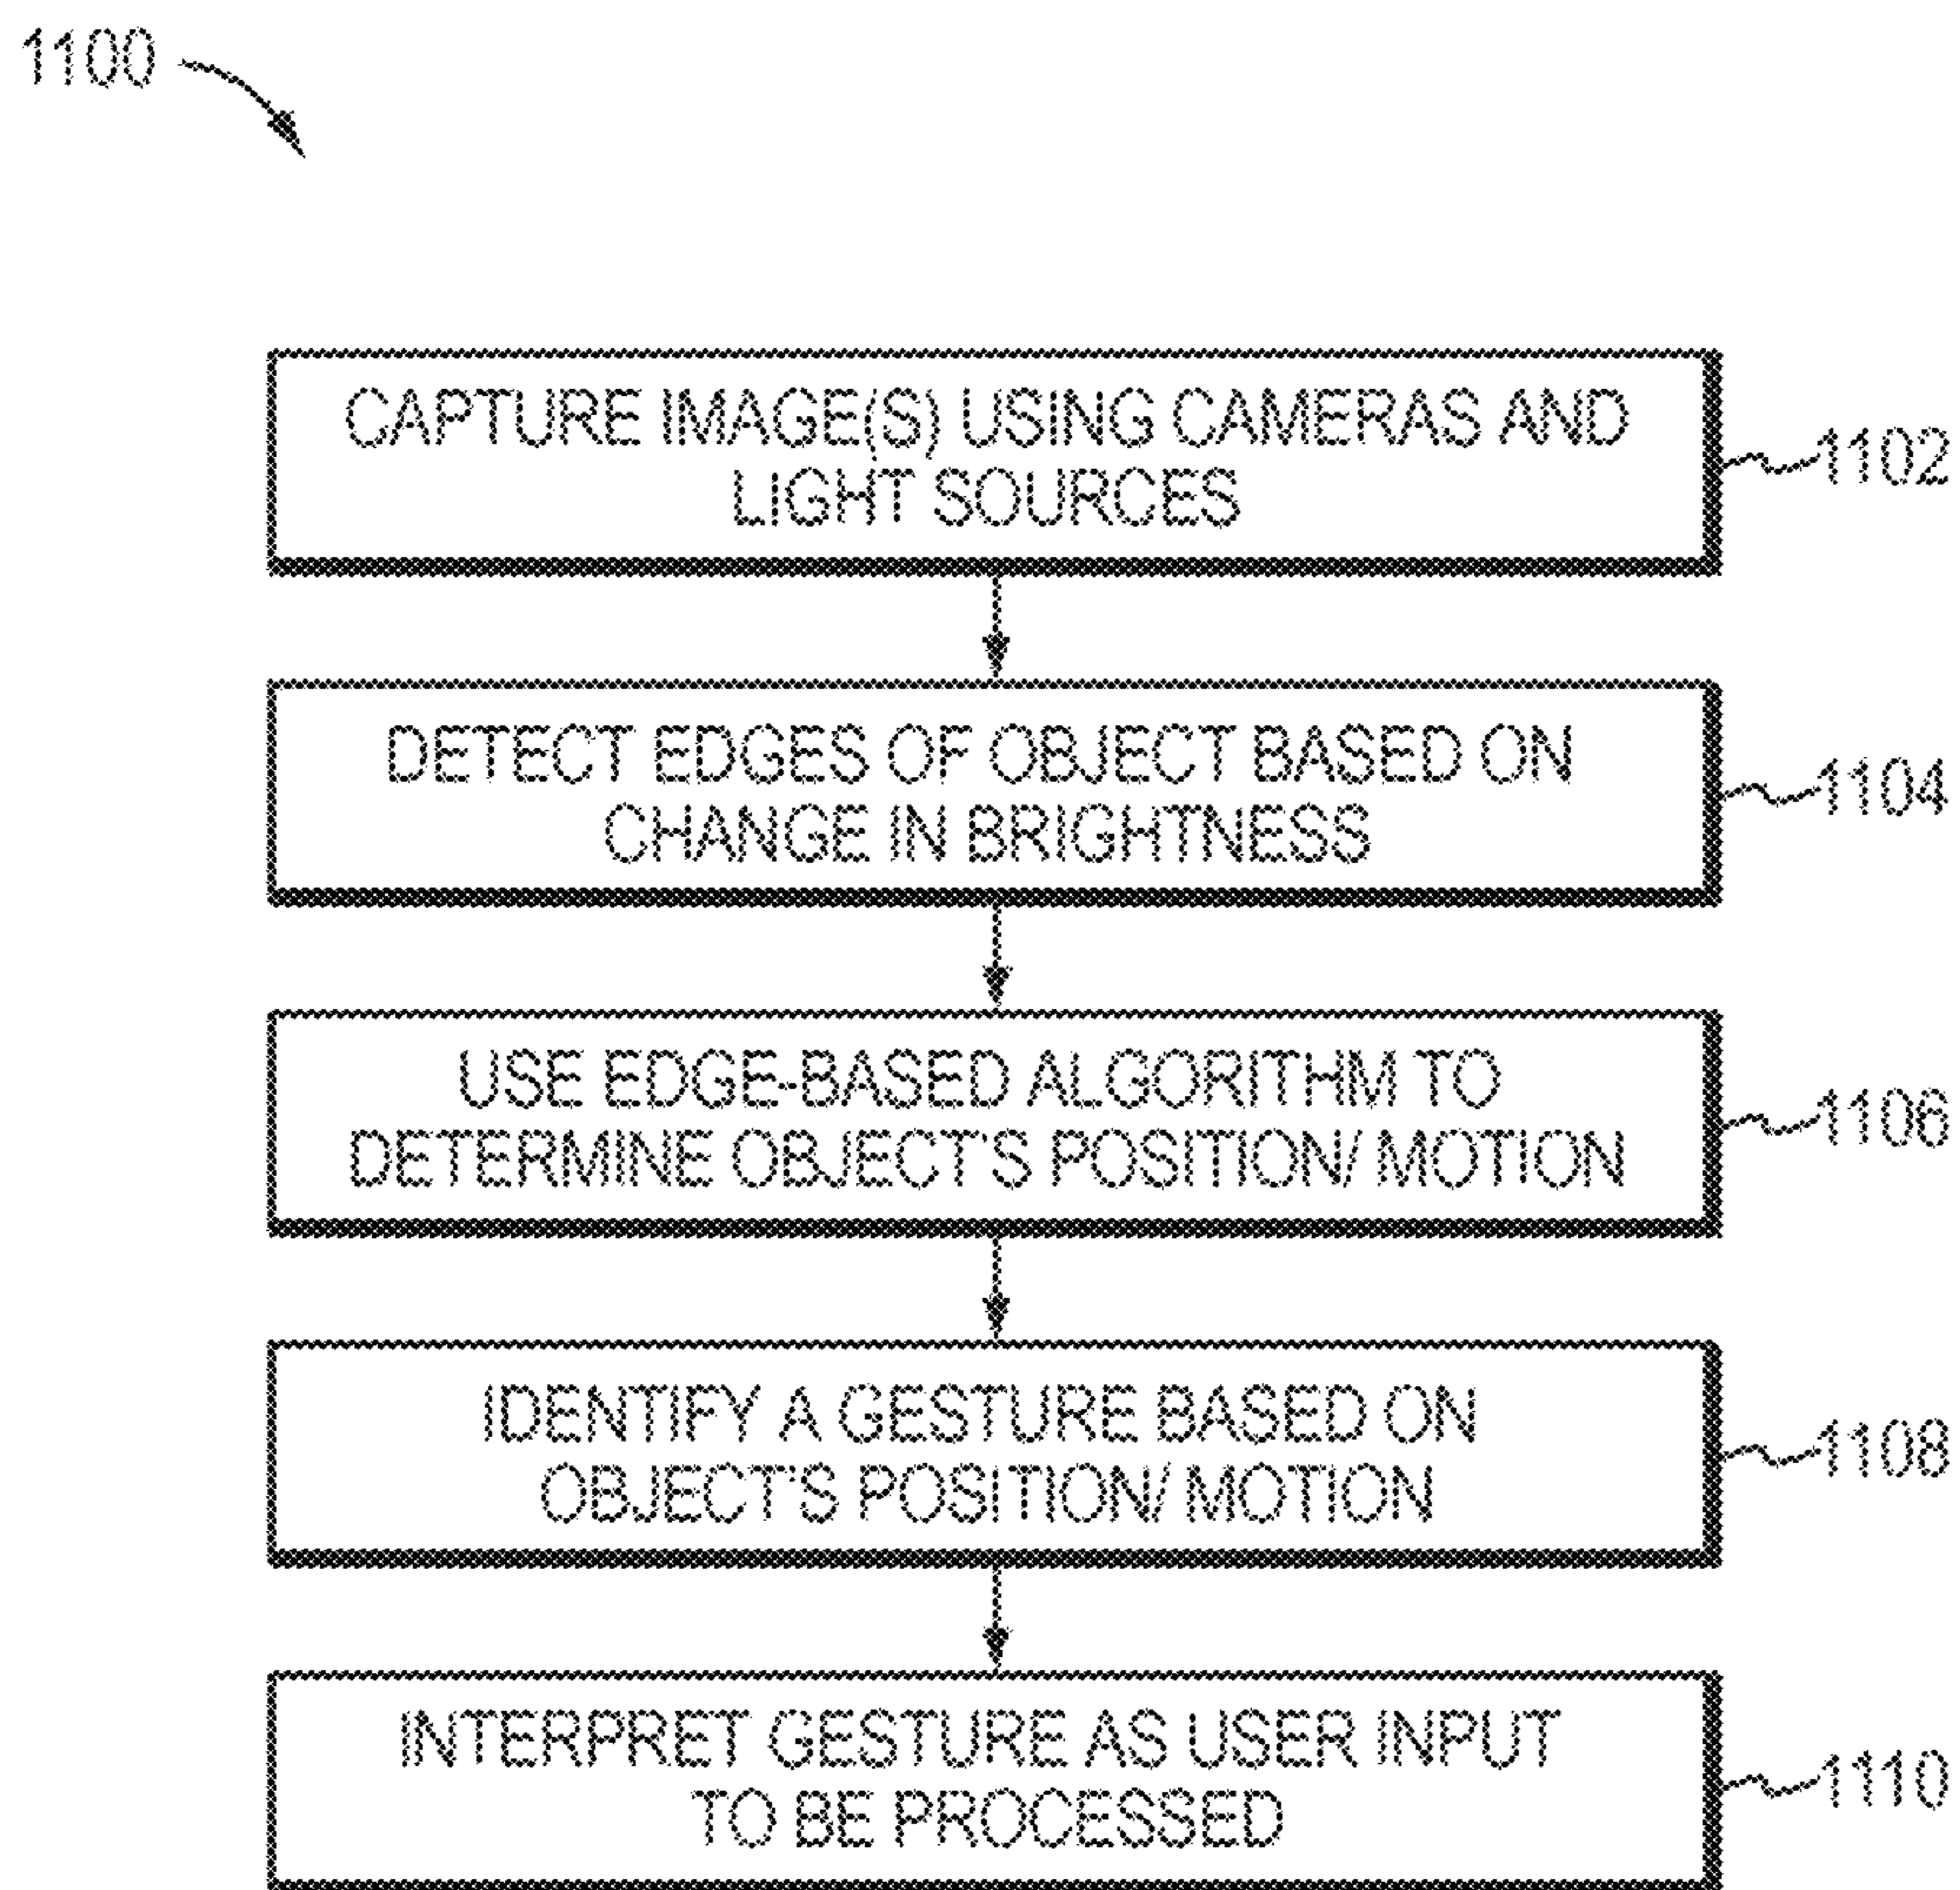 1100
CAPTURE IMAGE(S) USING CAMERAS AND
LIGHT SOURCES
1102
DETECT EDGES OF OBJECT BASED ON
CHANGE IN BRIGHTNESS
1104
USE EDGE-BASED ALGORITHM TO
DETERMINE OBJECT'S POSITION/ MOTION
1106
IDENTIFY A GESTURE BASED ON
OBJECT'S POSITION/ MOTION
1108
INTERPRET GESTURE AS USER INPUT
TO BE PROCESSED
1110